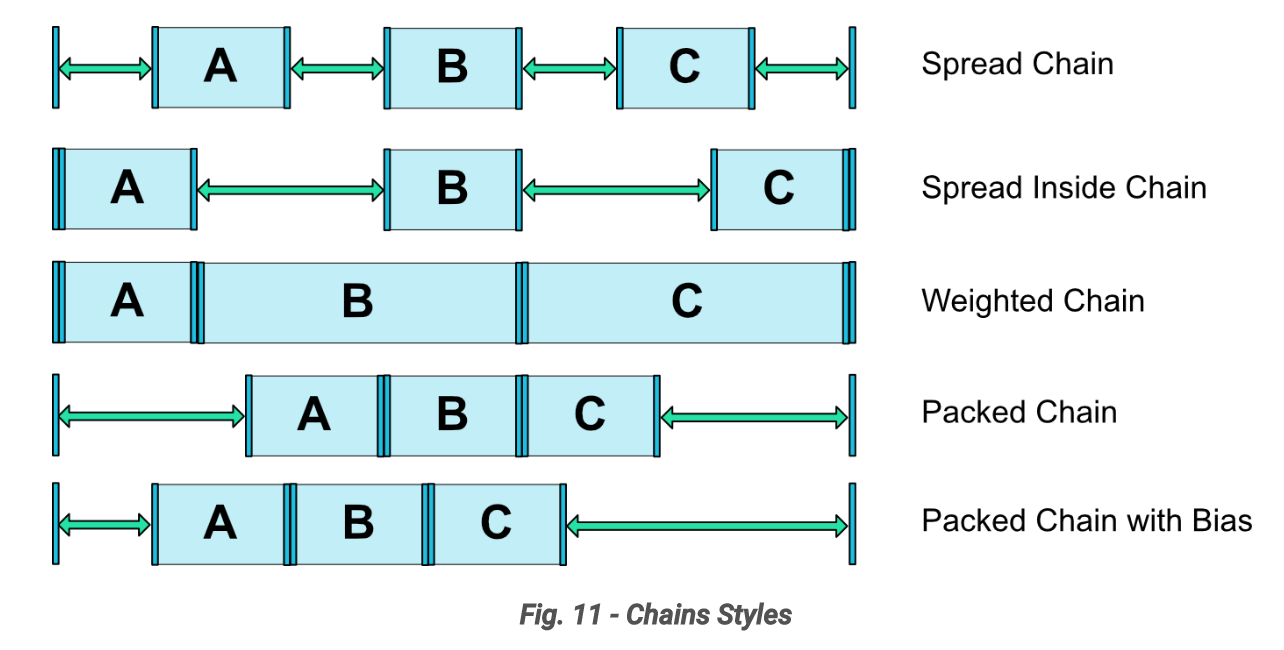 A B C Spread Chain
A B C Spread Inside Chain
A B C Weighted Chain
A B C Packed Chain
A B C Packed Chain with Bias
Fig. 11 - Chains Styles